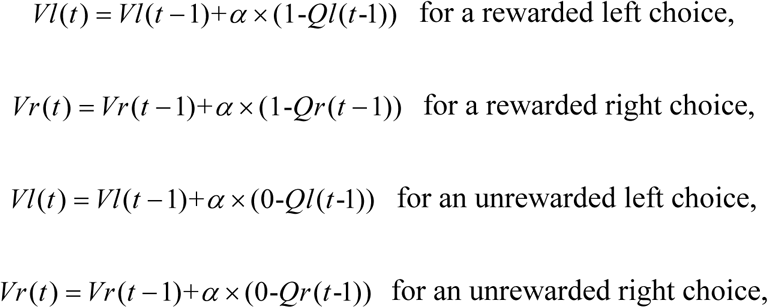 Vl(t) = Vl(t − 1)+α × (1-Ql(t-1)) for a rewarded left choice,
Vr(t) = Vr(t − 1)+α × (1-Qr(t − 1)) for a rewarded right choice,
Vl(t) = Vl(t − 1)+α × (0-Ql(t-1)) for an unrewarded left choice,
Vr(t) = Vr(t − 1)+α × (0-Qr(t-1)) for an unrewarded right choice,